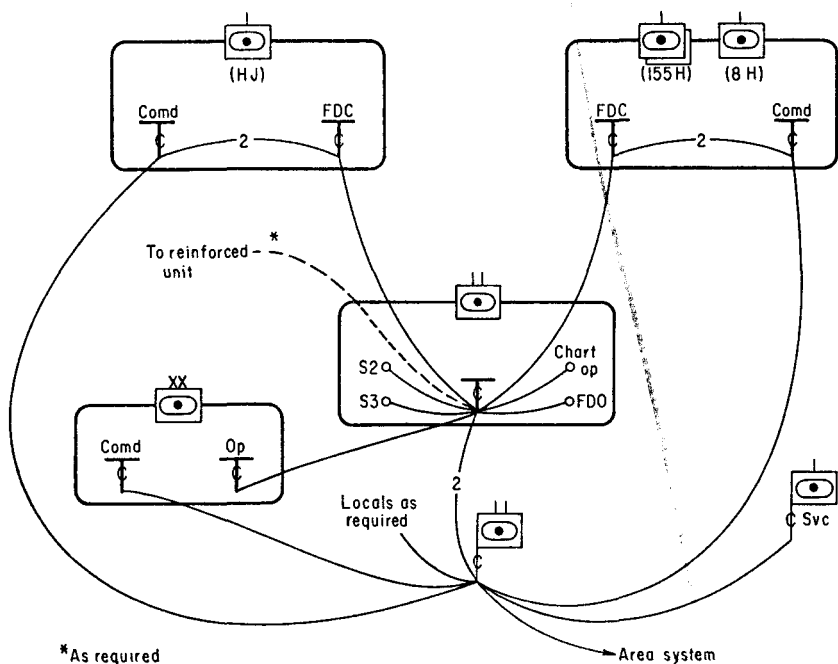 (HJ)
Comd
FDC
C
C
2
(155H) (8H)
FDC
Comd
C
C
2
To reinforced
unit
*
S2
S3
C
Chart
op
FDO
XX
Comd
Op
C
C
2
Locals as
required
C
C Svc
*As required
Area system